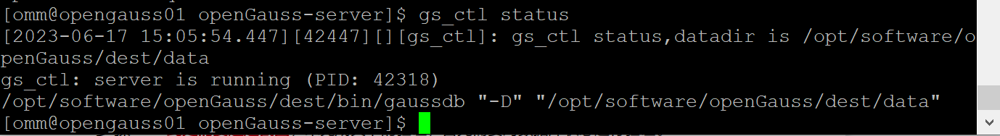 [omm@opengauss01 openGauss-server]$ gs_ctl status
[2023-06-17 15:05:54.447][42447][][gs_ctl]: gs_ctl status,datadir is /opt/software/o
penGauss/dest/data
gs_ctl: server is running (PID: 42318)
/opt/software/openGauss/dest/bin/gaussdb "-D" "/opt/software/openGauss/dest/data"
[omm@opengauss01 openGauss-server]$